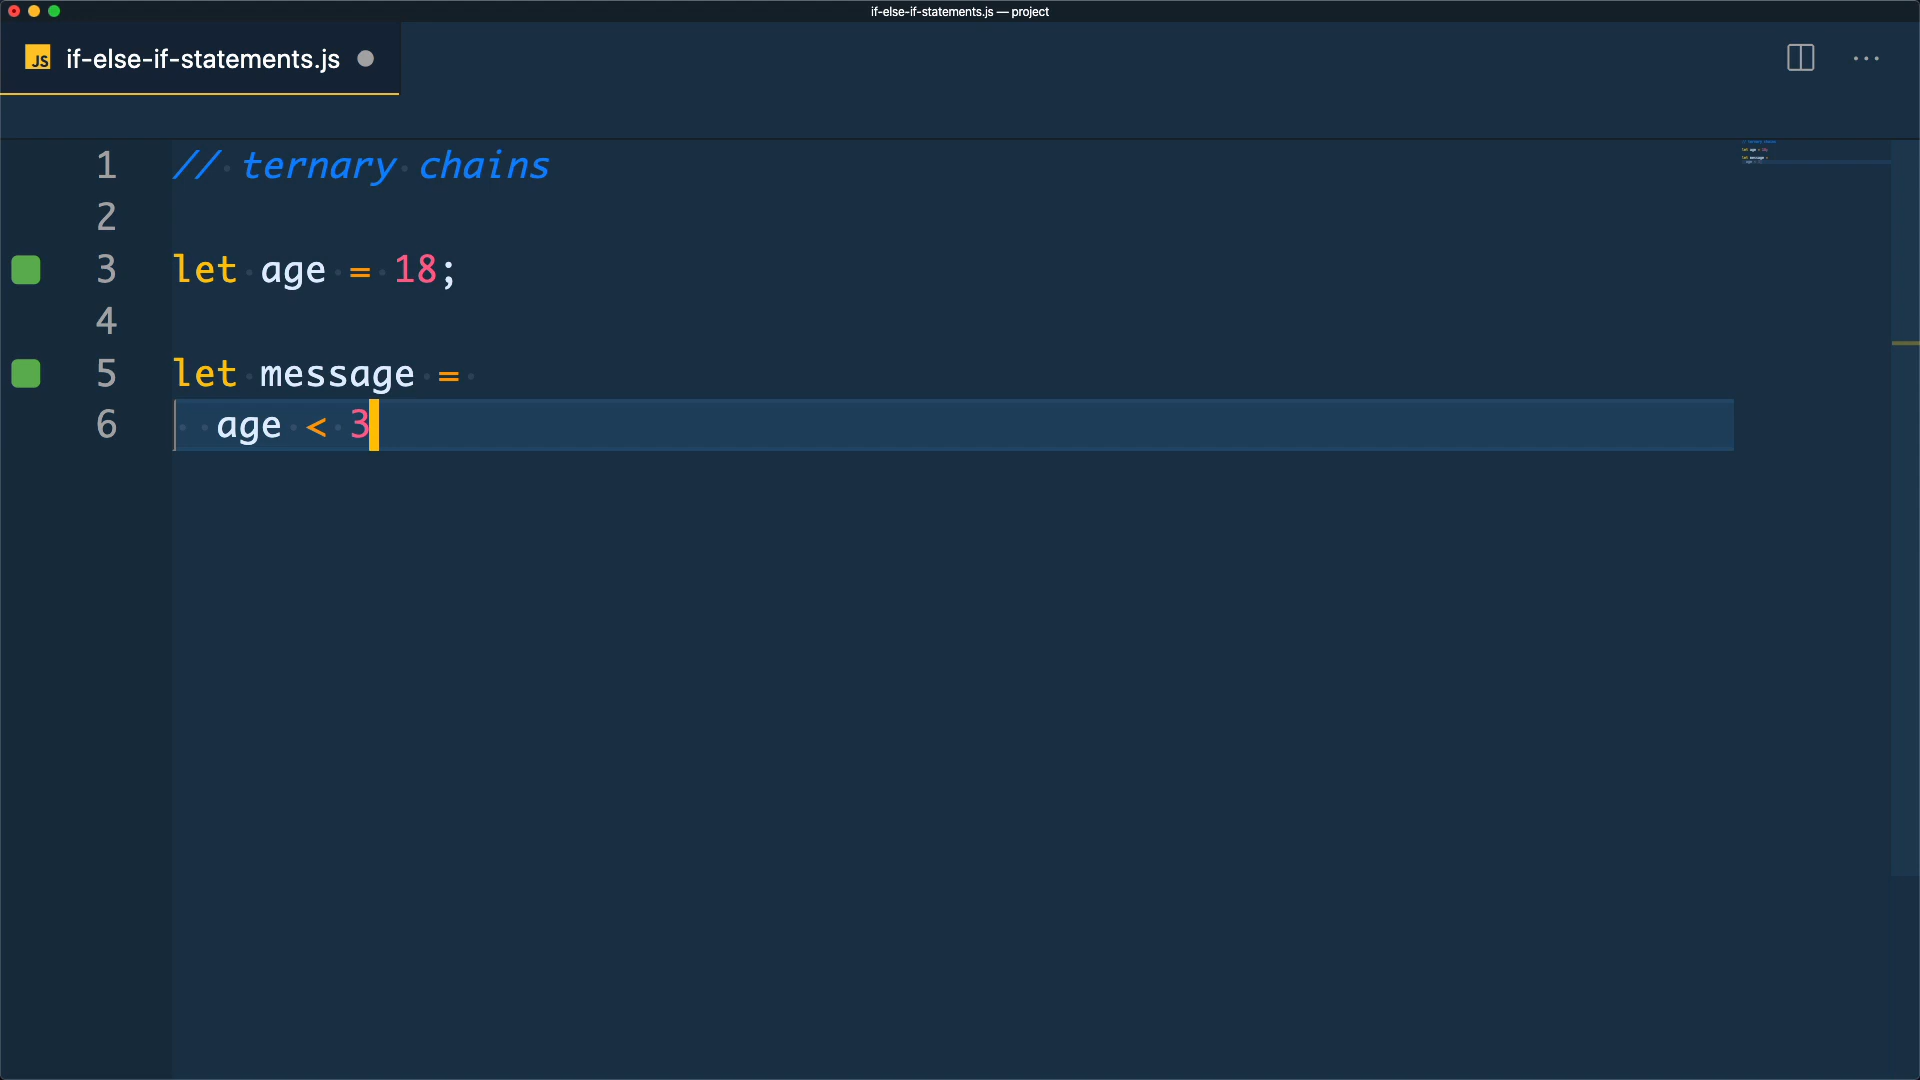 if-else-if-statements.js — project
JS if-else-if-statements.js
1 // ternary chains
2
3 let age = 18;
4
5 let message =
6 age < 3